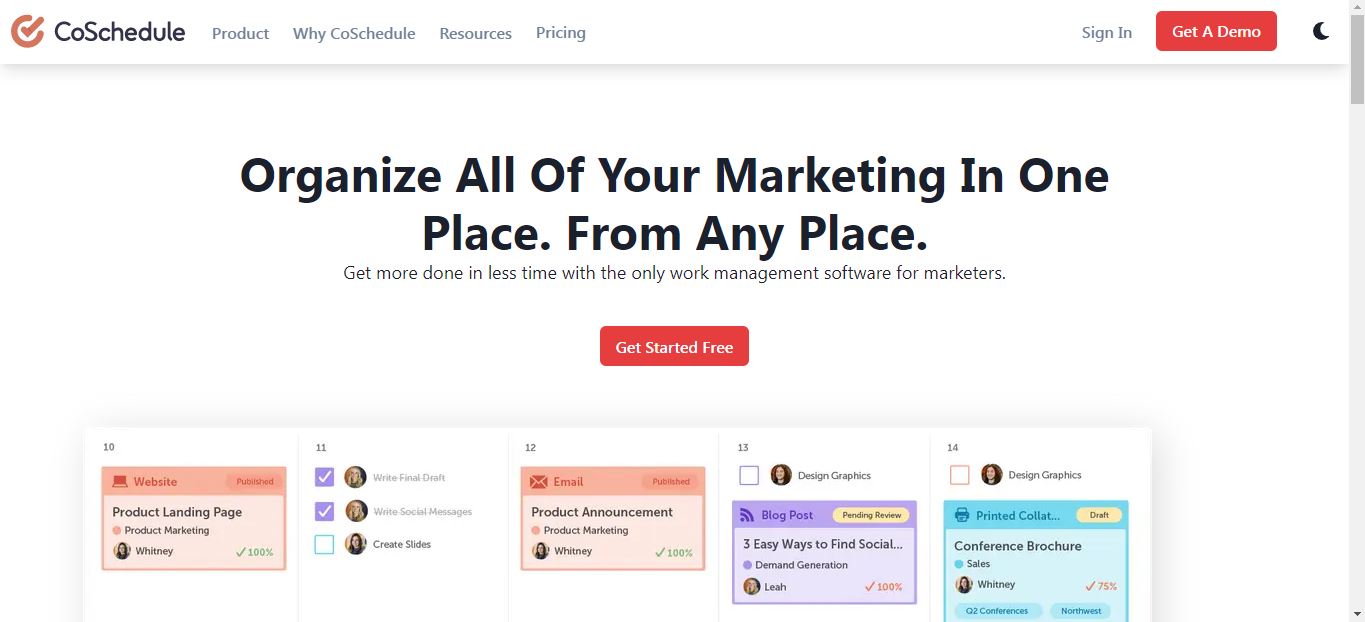 CoSchedule
Product
Why CoSchedule
Resources
Pricing
Sign In
Get A Demo
Organize All Of Your Marketing In One
Place. From Any Place.
Get more done in less time with the only work management software for marketers.
Get Started Free
10
Website
Published
Product Landing Page
Product Marketing
Whitney
100%
11
Write Final Draft
Write Social Messages
Create Slides
12
Email
Published
Product Announcement
Product Marketing
Whitney
100%
13
Design Graphics
Blog Post
Pending Review
3 Easy Ways to Find Social...
Demand Generation
Leah
100%
14
Design Graphics
Printed Collat...
Draft
Conference Brochure
Sales
Whitney
75%
Q2 Conferences
Northwest